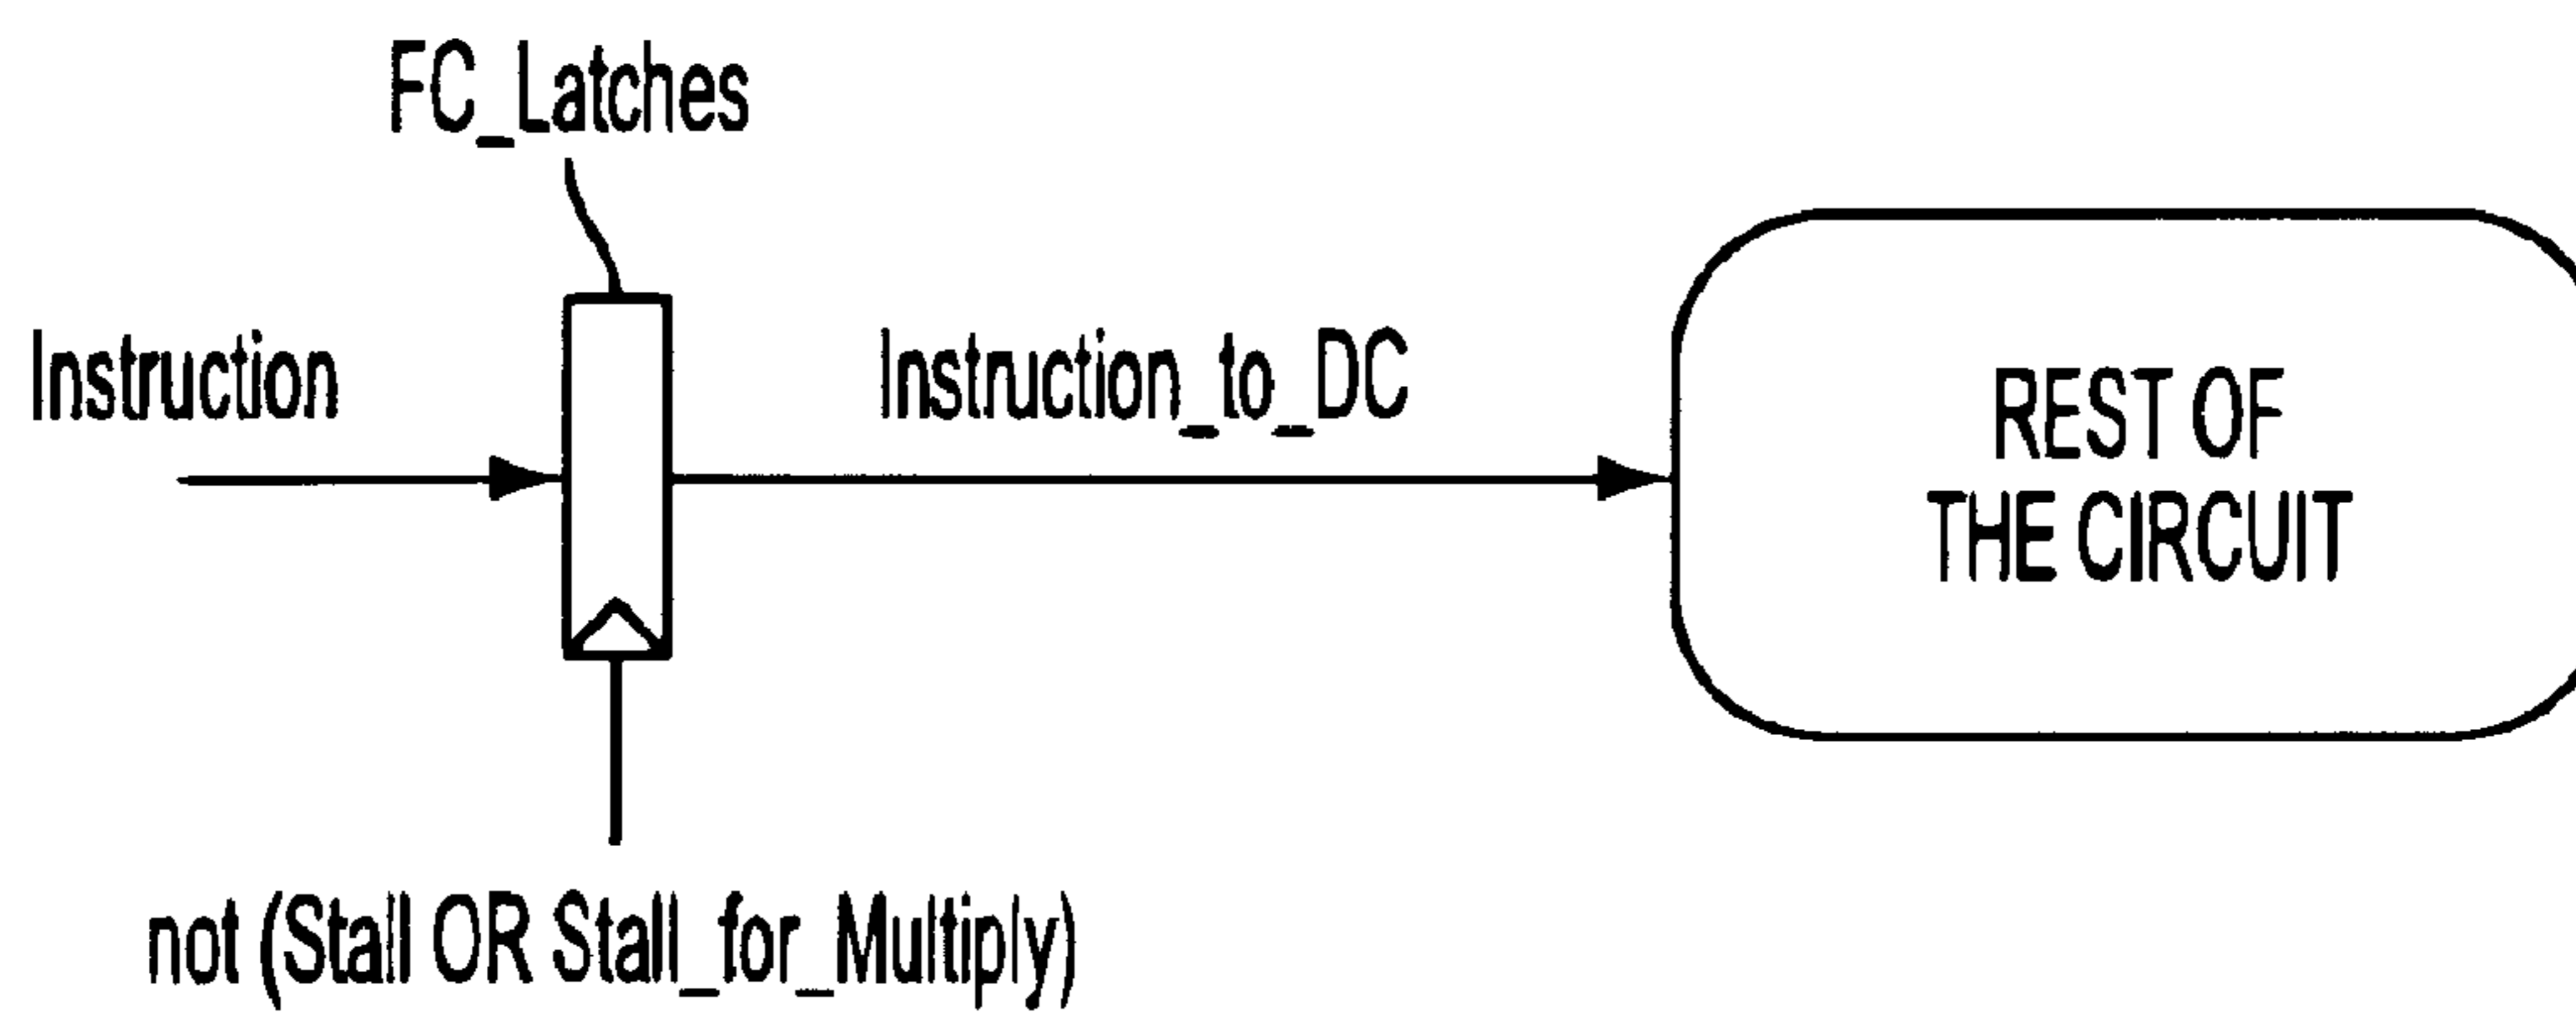 FC_Latches
Instruction
Instruction_to_DC
REST OF
THE CIRCUIT
not (Stall OR Stall_for_Multiply)